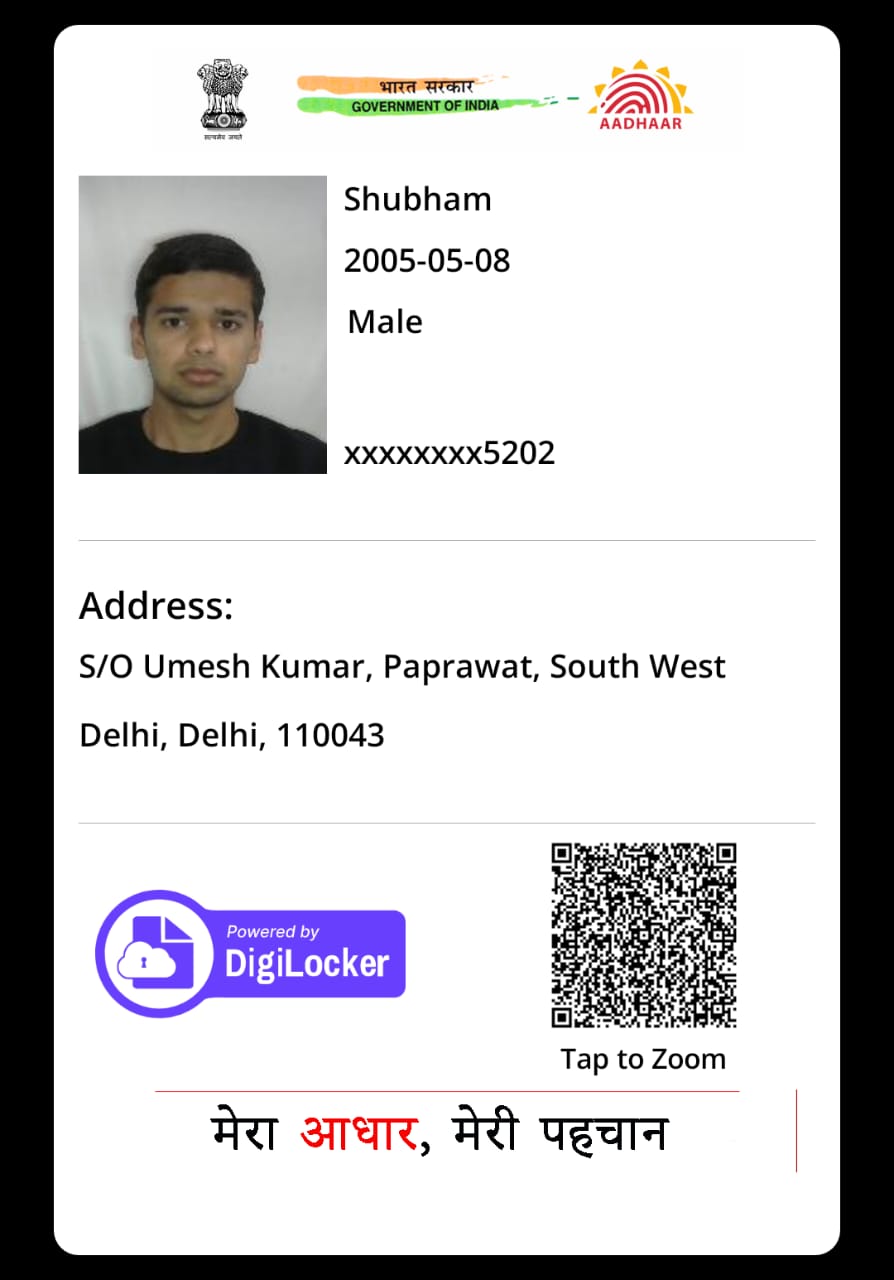 सत्यमेव जयते
भारत सरकार
GOVERNMENT OF INDIA
AADHAAR
Shubham
2005-05-08
Male
xxxxxxxx5202
Address:
S/O Umesh Kumar, Paprawat, South West
Delhi, Delhi, 110043
Powered by
DigiLocker
Tap to Zoom
मेरा आधार, मेरी पहचान